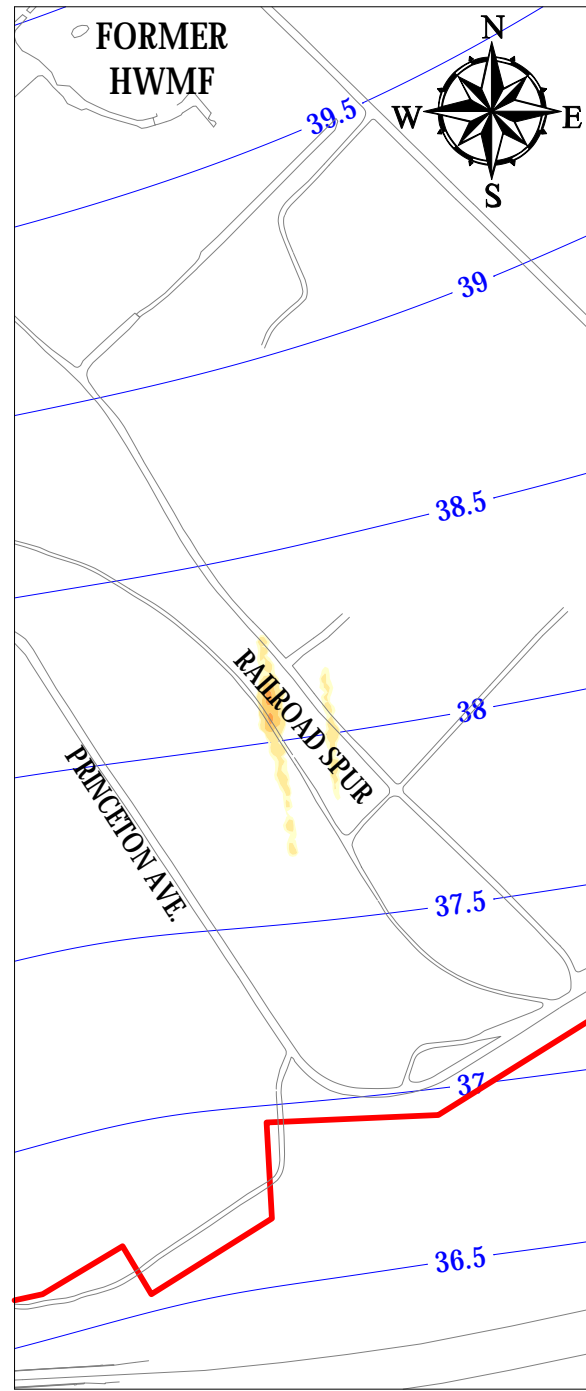 FORMER
HWMF
N
W
E
S
39.5
39
38.5
RAILROAD SPUR
38
PRINCETON AVE.
37.5
37
36.5